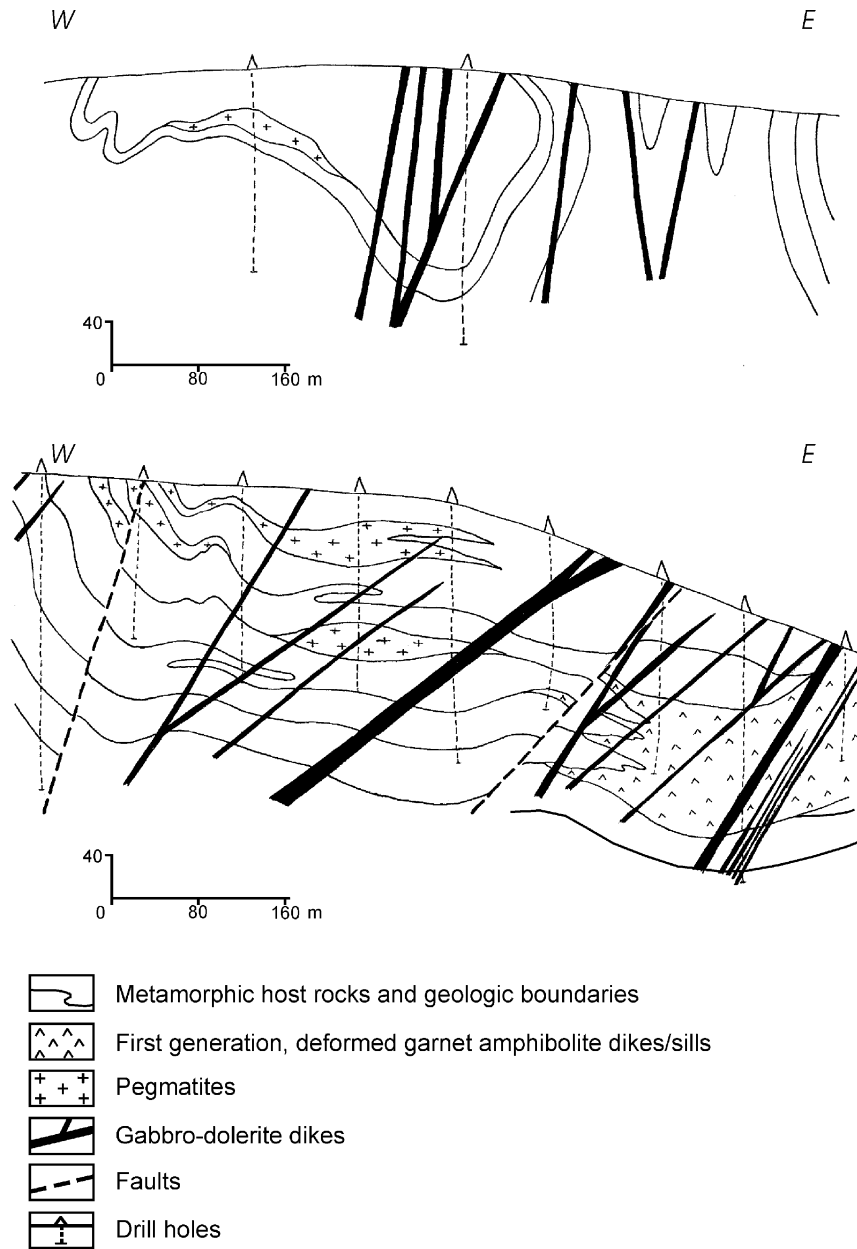 W E
40
0 80 160 m
W E
40
0 80 160 m
Metamorphic host rocks and geologic boundaries
First generation, deformed garnet amphibolite dikes/sills
Pegmatites
Gabbro-dolerite dikes
Faults
Drill holes